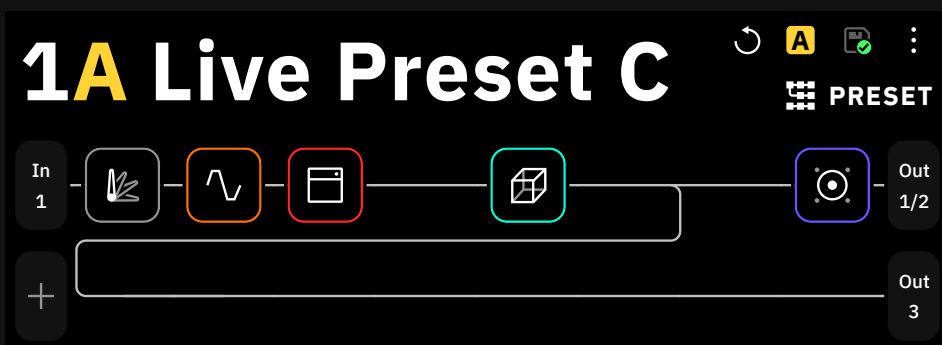 1A Live Preset C
A
PRESET
In
1
Out
1/2
Out
3